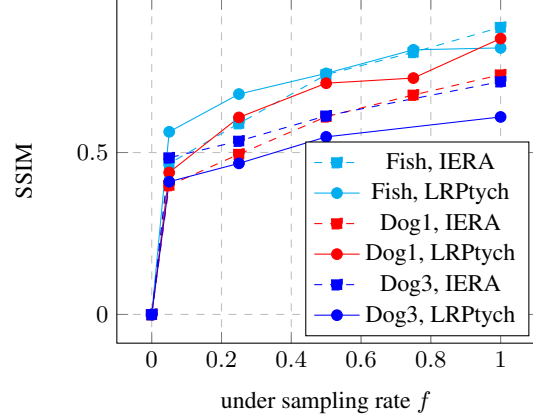 SSIM
0.5
0
Fish, IERA
Fish, LRPtych
Dog1, IERA
Dog1, LRPtych
Dog3, IERA
Dog3, LRPtych
0 0.2 0.4 0.6 0.8 1
under sampling rate f